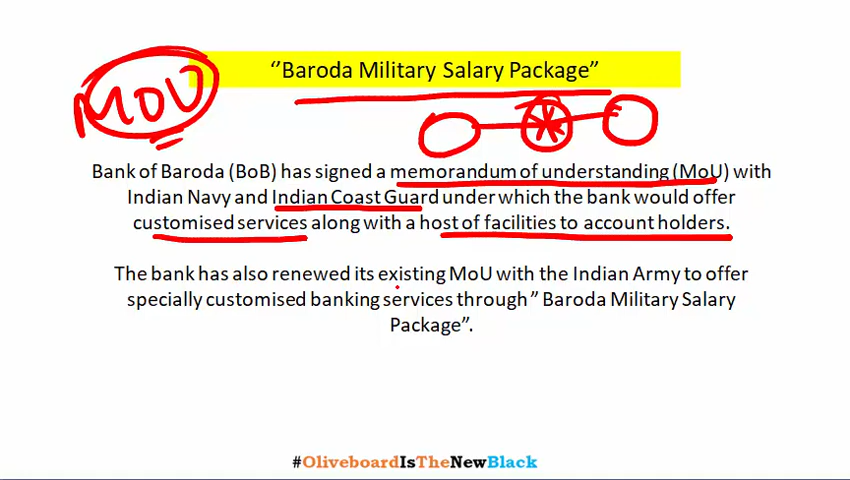 ‘’Baroda Military Salary Package”
MOU
Bank of Baroda (BoB) has signed a memorandum of understanding (MoU) with
Indian Navy and Indian Coast Guard under which the bank would offer
customised services along with a host of facilities to account holders.
The bank has also renewed its existing MoU with the Indian Army to offer
specially customised banking services through” Baroda Military Salary
Package”.
#OliveboardIsTheNewBlack